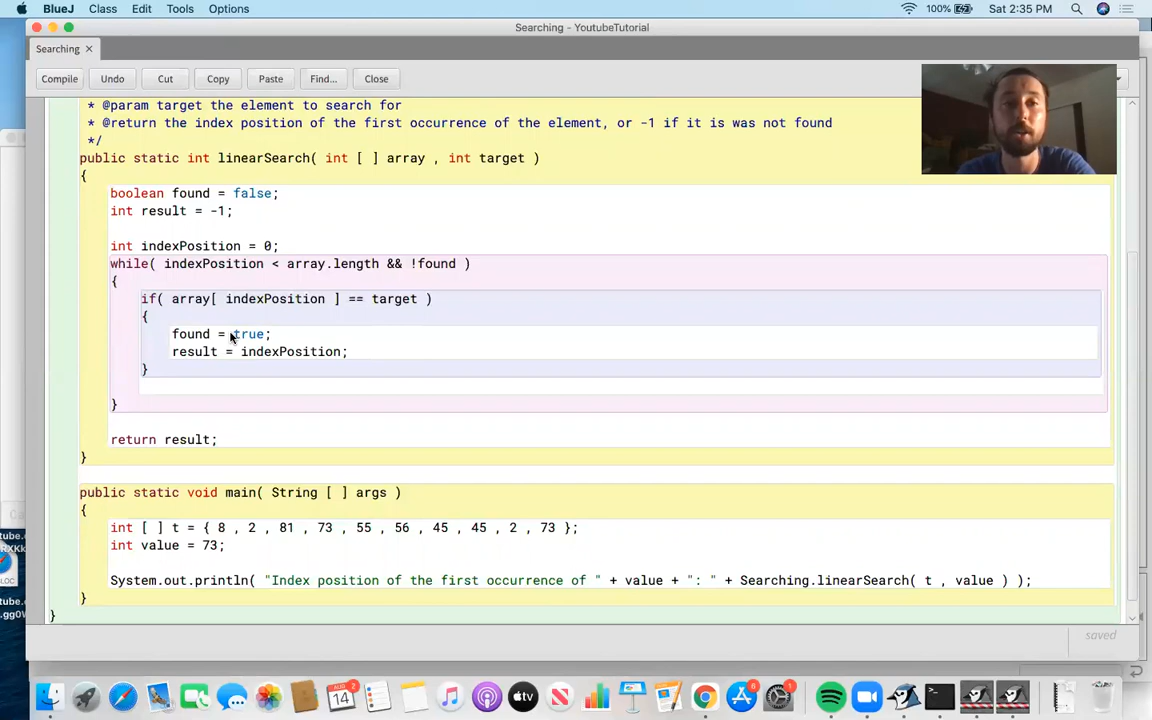 BlueJ Class Edit Tools Options 100% Sat 2:35 PM
Searching - YoutubeTutorial
Searching ×
Compile Undo Cut Copy Paste Find... Close
* @param target the element to search for
* @return the index position of the first occurrence of the element, or -1 if it is was not found
*/
public static int linearSearch( int [ ] array , int target )
{
boolean found = false;
int result = -1;
int indexPosition = 0;
while( indexPosition < array.length && !found )
{
if( array[ indexPosition ] == target )
{
found = true;
result = indexPosition;
}
}
return result;
}
public static void main( String [ ] args )
{
int [ ] t = { 8 , 2 , 81 , 73 , 55 , 56 , 45 , 45 , 2 , 73 };
int value = 73;
System.out.println( "Index position of the first occurrence of " + value + ": " + Searching.linearSearch( t , value ) );
}
}
saved